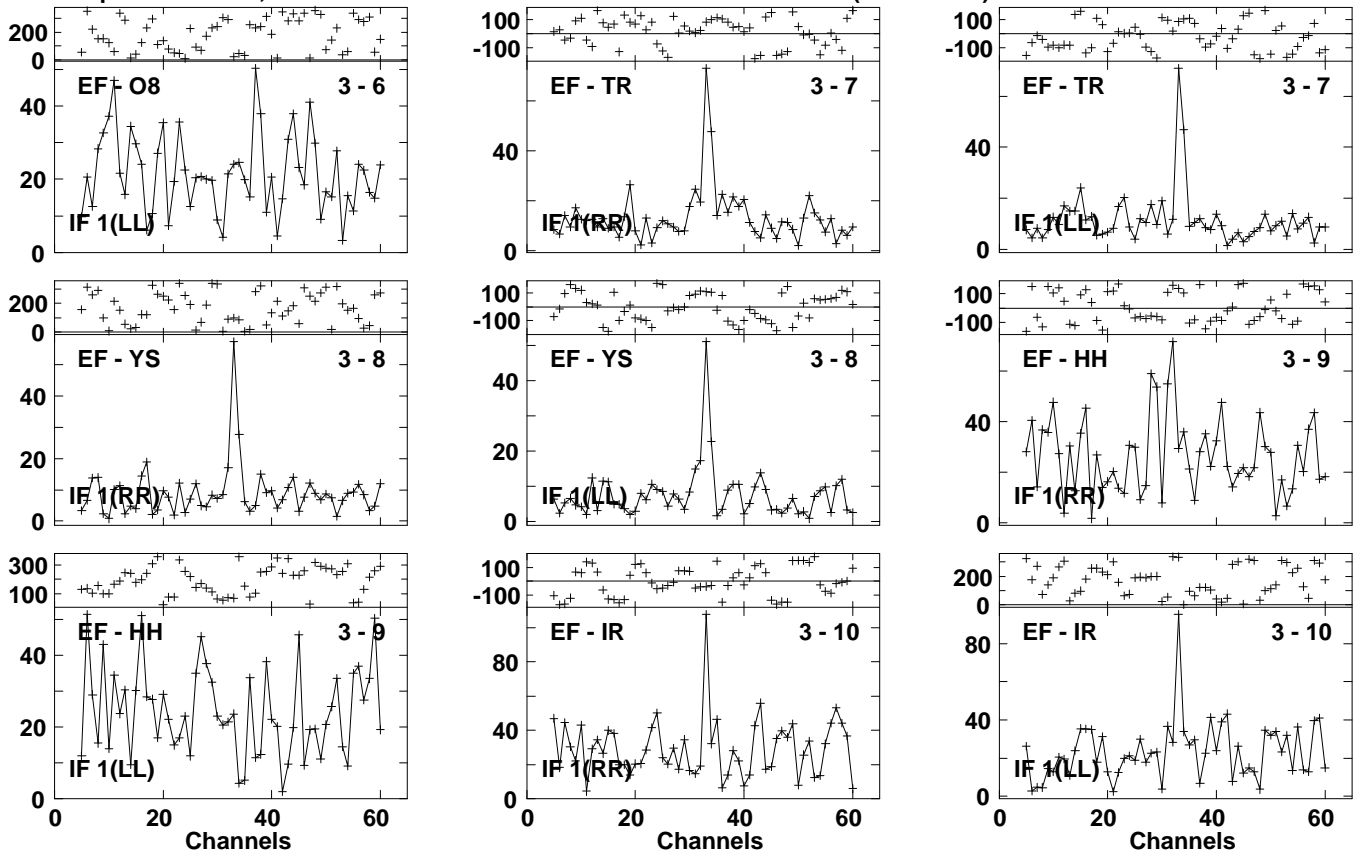 200
0
100
-100
100
-100
EF - O8 3 - 6
EF - TR 3 - 7
EF - TR 3 - 7
40
20
0
IF 1(LL)
40
0
IF 1(RR)
40
0
IF 1(LL)
200
0
100
-100
100
-100
EF - YS 3 - 8
EF - YS 3 - 8
EF - HH 3 - 9
40
20
0
IF 1(RR)
40
20
0
IF 1(LL)
40
0
IF 1(RR)
300
100
100
-100
200
0
EF - HH 3 - 9
EF - IR 3 - 10
EF - IR 3 - 10
40
20
0
IF 1(LL)
80
40
0
IF 1(RR)
80
60
40
20
0
IF 1(LL)
0 20 40 60
0 20 40 60
0 20 40 60
Channels
Channels
Channels